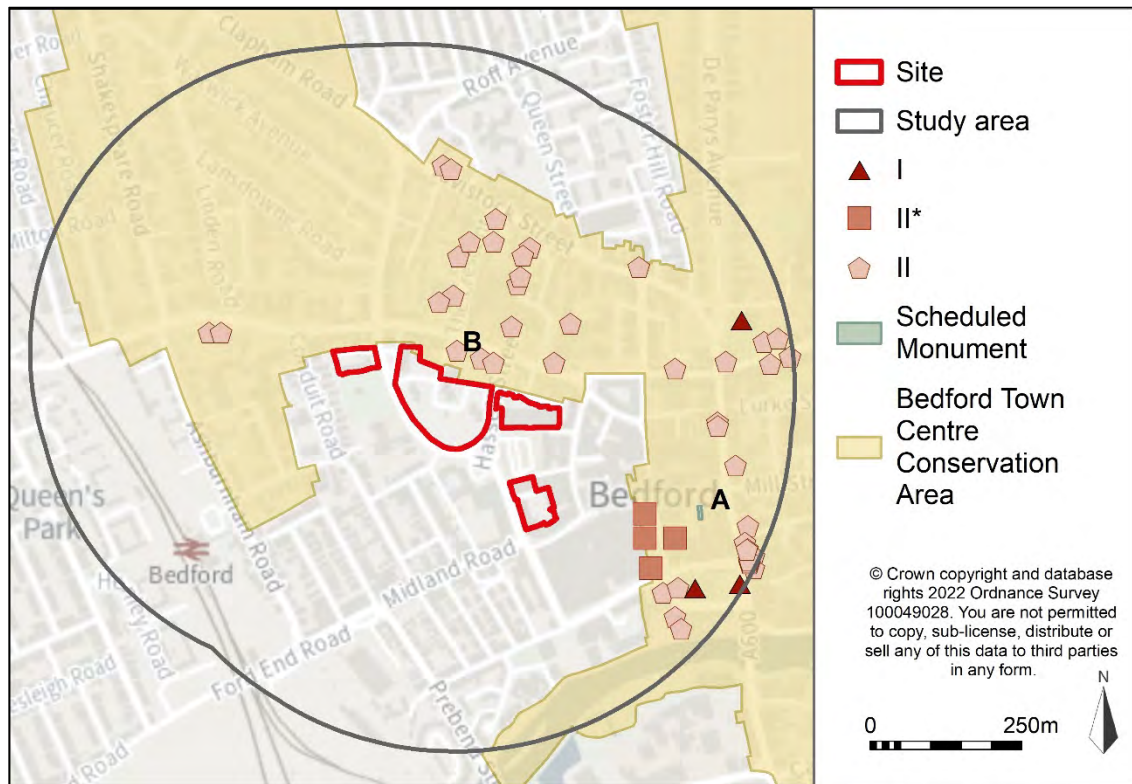 Clapham Road
Roff Avenue
Shakespeare Road
Warwick Avenue
Queen Street
Foster Hill Road
De Parys Avenue
Lansdowne Road
Linden Road
Milton Road
Tavistock Street
B
Ashburnham Road
Queen's
Park
Bedford
Bedford
A
Midland Road
Ford End Road
Hurst
A600
Site
Study area
I
II*
II
Scheduled
Monument
Bedford Town
Centre
Conservation
Area
© Crown copyright and database
rights 2022 Ordnance Survey
100049028. You are not permitted
to copy, sub-license, distribute or
sell any of this data to third parties
in any form.
N
0 250m